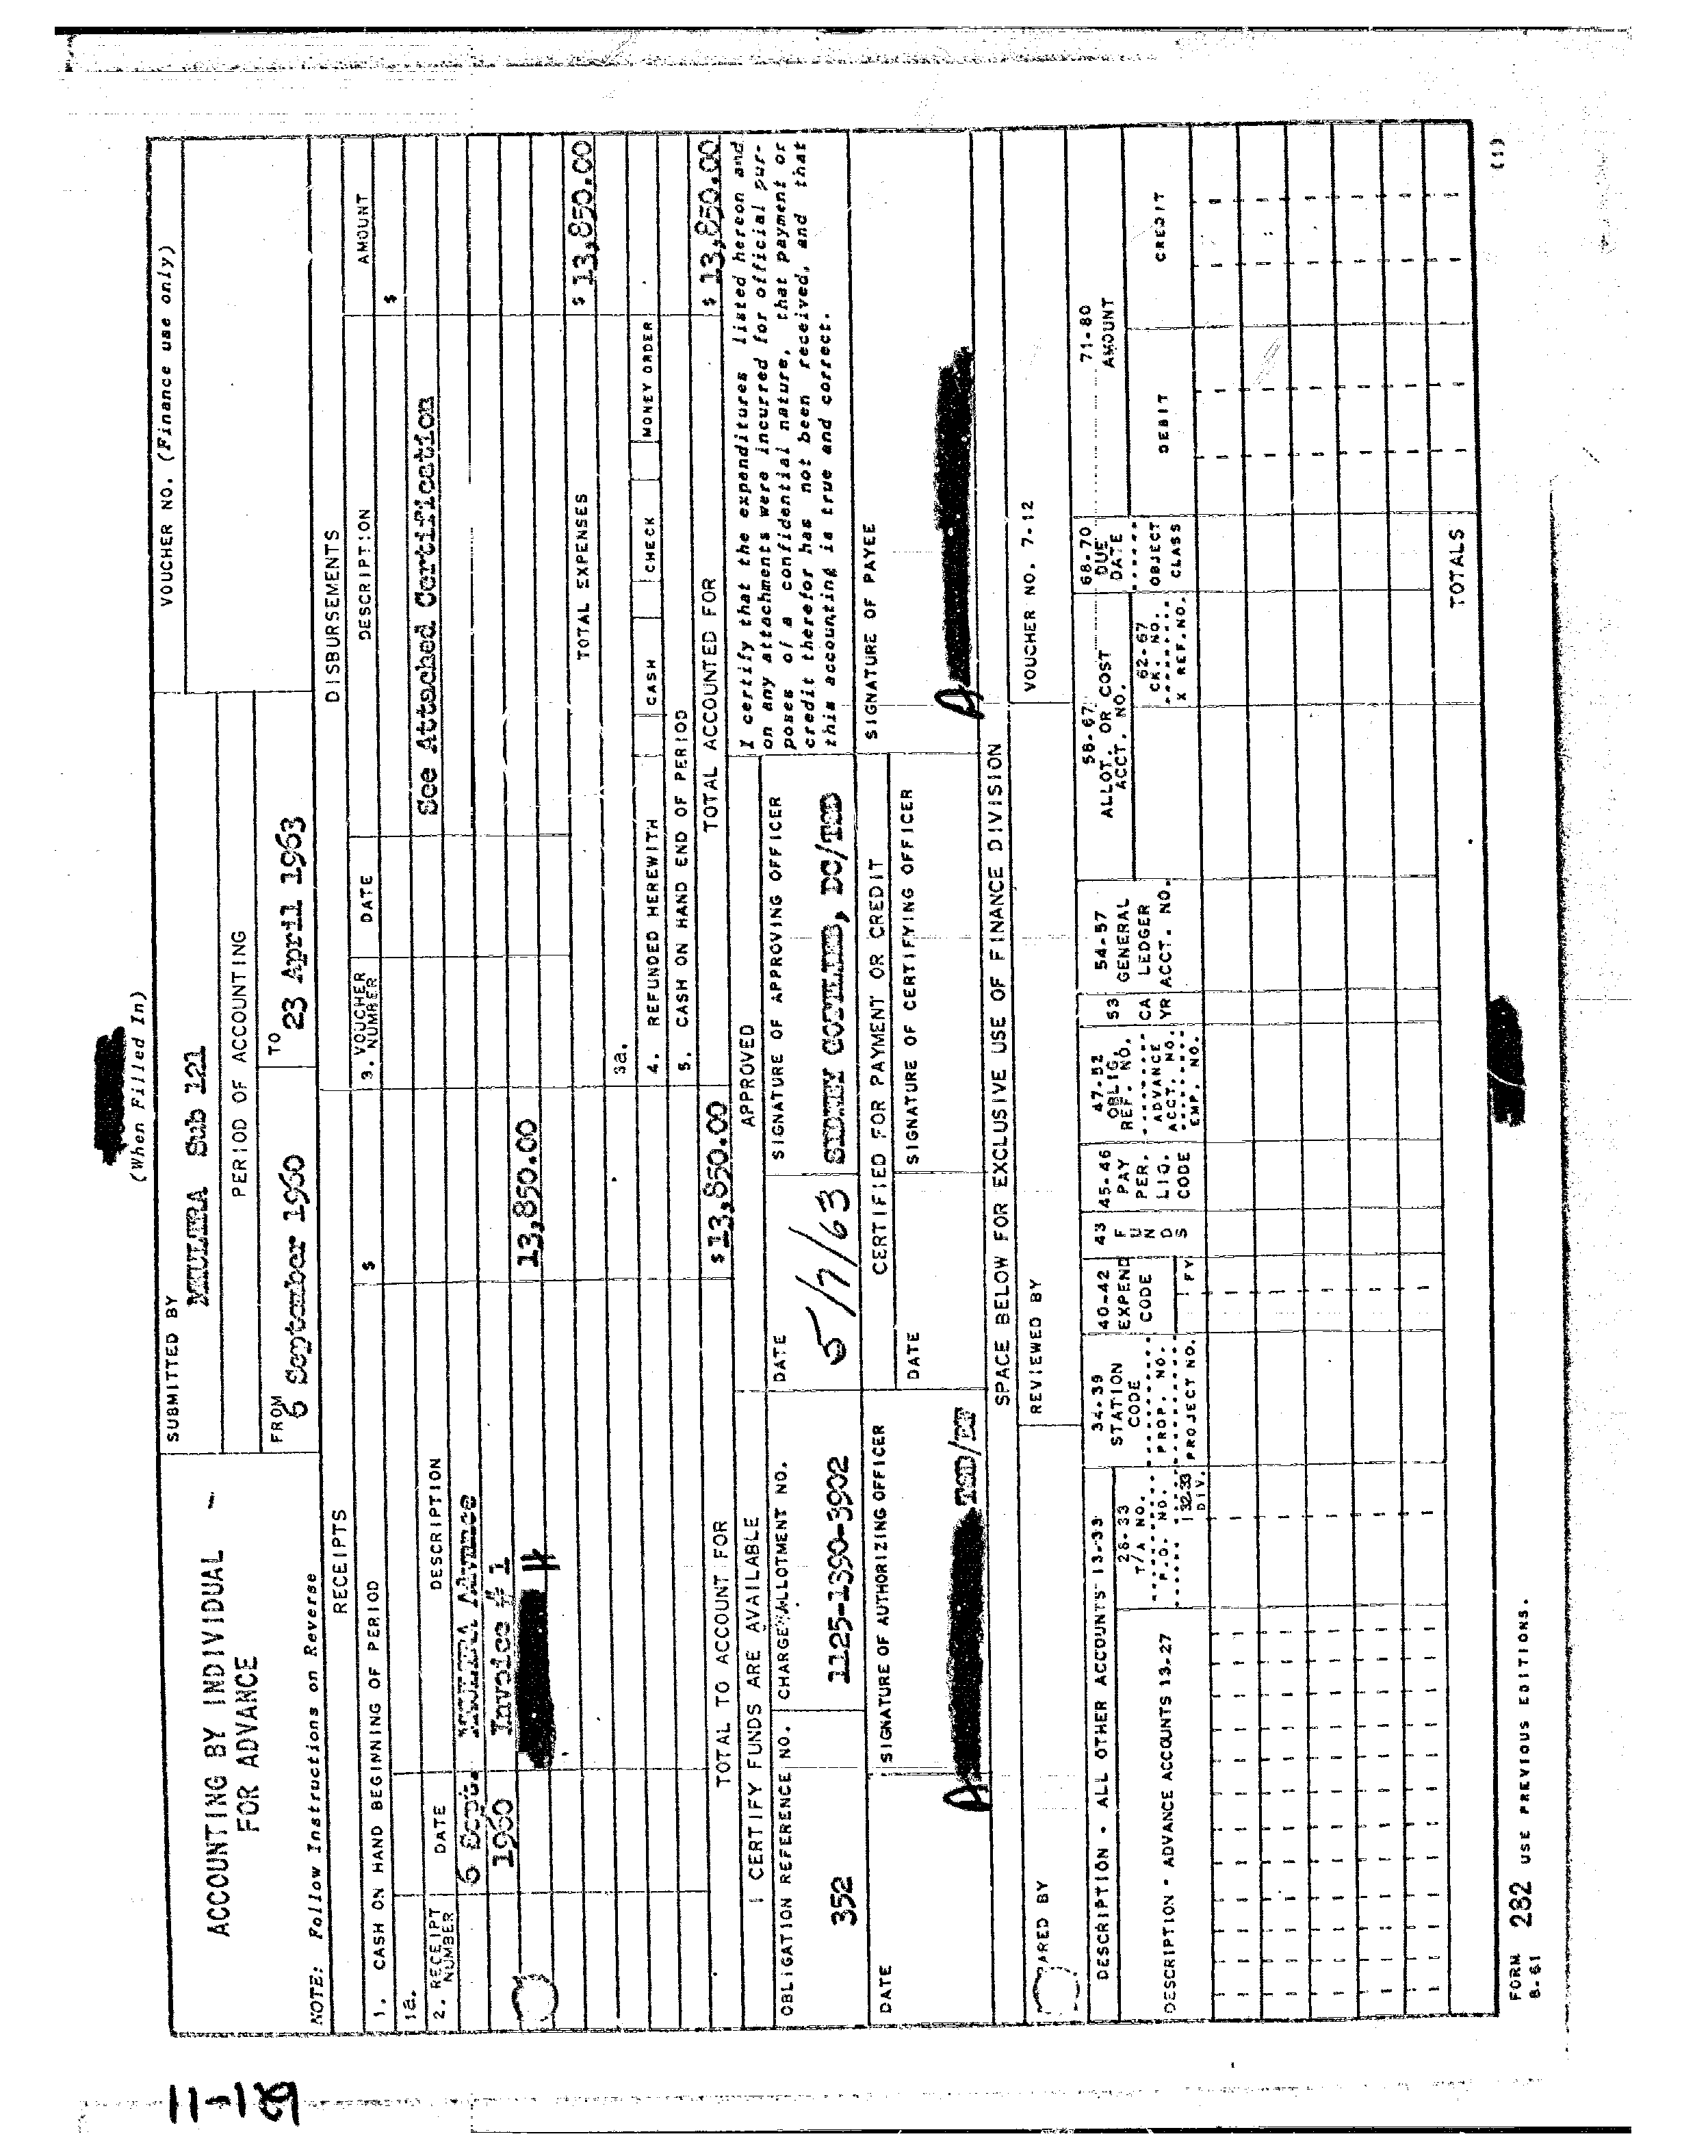 (When Filled In)
ACCOUNTING BY INDIVIDUAL
FOR ADVANCE
SUBMITTED BY
MKULTRA Sub 121
VOUCHER NO. (Finance use only)
PERIOD OF ACCOUNTING
FROM
6 September 1960
TO
23 April 1963
NOTE: Follow Instructions on Reverse
RECEIPTS
DISBURSEMENTS
1. CASH ON HAND BEGINNING OF PERIOD
$
3. VOUCHER NUMBER
DATE
DESCRIPTION
AMOUNT
1a.
$
2. RECEIPT NUMBER
DATE
DESCRIPTION
See Attached Certification
6 Sept. MKULTRA Advance
1960 Invoice # 1
13,850.00
TOTAL EXPENSES
$ 13,850.00
3a.
4. REFUNDED HEREWITH
CASH
CHECK
MONEY ORDER
5. CASH ON HAND END OF PERIOD
TOTAL TO ACCOUNT FOR
$ 13,850.00
TOTAL ACCOUNTED FOR
$ 13,850.00
I CERTIFY FUNDS ARE AVAILABLE
APPROVED
I certify that the expenditures listed hereon and
on any attachments were incurred for official pur-
poses of a confidential nature, that payment or
credit therefor has not been received, and that
this accounting is true and correct.
OBLIGATION REFERENCE NO.
352
CHARGE ALLOTMENT NO.
1125-1390-3902
DATE
5/7/63
SIGNATURE OF APPROVING OFFICER
SIDNEY GOTTLIEB, DC/TSD
DATE
SIGNATURE OF AUTHORIZING OFFICER
A
TSD/
CERTIFIED FOR PAYMENT OR CREDIT
DATE
SIGNATURE OF CERTIFYING OFFICER
SIGNATURE OF PAYEE
A
SPACE BELOW FOR EXCLUSIVE USE OF FINANCE DIVISION
PARED BY
REVIEWED BY
VOUCHER NO. 7-12
DESCRIPTION - ALL OTHER ACCOUNTS 13-33
DESCRIPTION - ADVANCE ACCOUNTS 13-27
28-33
T/A NO.
P.O. NO.
32-33
DIV.
34-39
STATION
CODE
PROP. NO.
PROJECT NO.
40-42
EXPEND
CODE
FY
43
FUNDS
45-46
PAY
PER.
LIQ.
CODE
47-52
OBLIG.
REF. NO.
ADVANCE
ACCT. NO.
EMP. NO.
53
CA
YR
54-57
GENERAL
LEDGER
ACCT. NO.
58-67
ALLOT. OR COST
ACCT. NO.
62-67
CK. NO.
X REF.NO.
68-70
DUE
DATE
OBJECT
CLASS
71-80
AMOUNT
DEBIT
CREDIT
TOTALS
FORM
8-61
282 USE PREVIOUS EDITIONS.
(1)
11-129